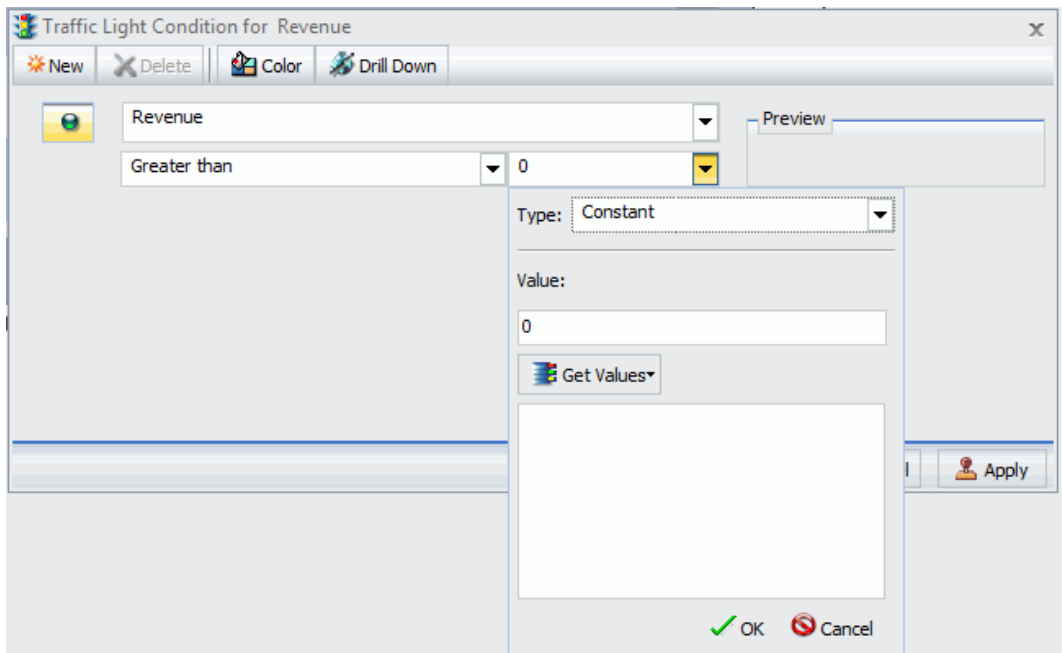 Traffic Light Condition for Revenue
x
New Delete Color Drill Down
Revenue
Preview
Greater than 0
Type: Constant
Value:
0
Get Values
Apply
OK Cancel